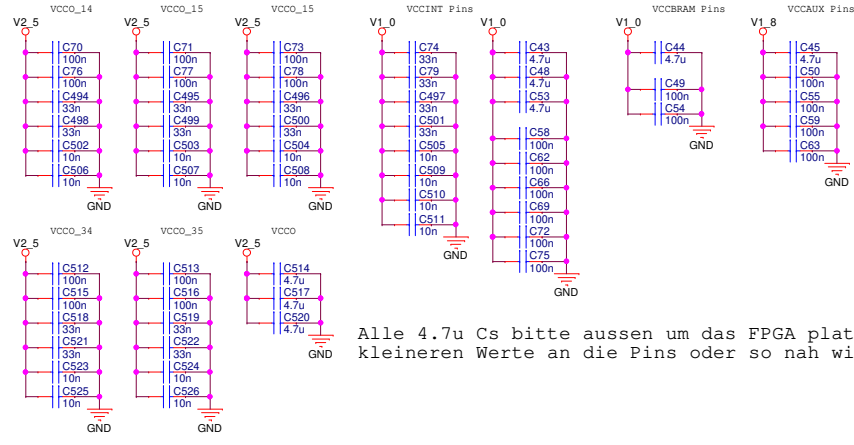 VCCO_14
V2_5
C70
100n
C76
100n
C494
33n
C498
33n
C502
10n
C506
10n
GND
VCCO_15
V2_5
C71
100n
C77
100n
C495
33n
C499
33n
C503
10n
C507
10n
GND
VCCO_15
V2_5
C73
100n
C78
100n
C496
33n
C500
33n
C504
10n
C508
10n
GND
VCCINT Pins
V1_0
C74
33n
C79
33n
C497
33n
C501
33n
C505
10n
C509
10n
C510
10n
C511
10n
GND
V1_0
C43
4.7u
C48
4.7u
C53
4.7u
C58
100n
C62
100n
C66
100n
C69
100n
C72
100n
C75
100n
GND
VCCBRAM Pins
V1_0
C44
4.7u
C49
100n
C54
100n
GND
VCCAUX Pins
V1_8
C45
4.7u
C50
100n
C55
100n
C59
100n
C63
100n
GND
VCCO_34
V2_5
C512
100n
C515
100n
C518
33n
C521
33n
C523
10n
C525
10n
GND
VCCO_35
V2_5
C513
100n
C516
100n
C519
33n
C522
33n
C524
10n
C526
10n
GND
VCCO
V2_5
C514
4.7u
C517
4.7u
C520
4.7u
GND
Alle 4.7u Cs bitte aussen um das FPGA plat
kleineren Werte an die Pins oder so nah wi